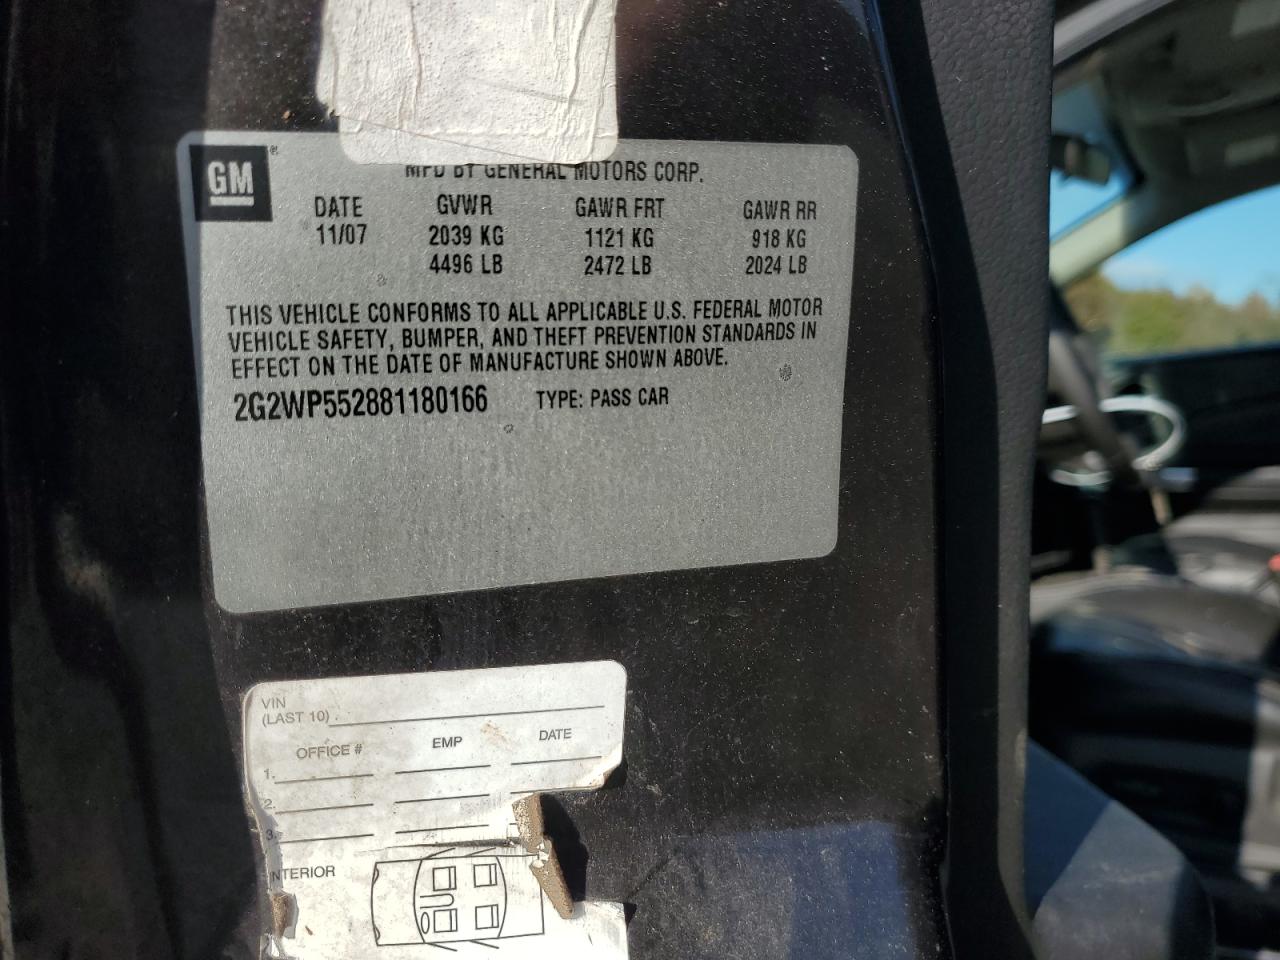 GM ®
MFD BY GENERAL MOTORS CORP.
DATE GVWR GAWR FRT GAWR RR
11/07 2039 KG 1121 KG 918 KG
4496 LB 2472 LB 2024 LB
THIS VEHICLE CONFORMS TO ALL APPLICABLE U.S. FEDERAL MOTOR
VEHICLE SAFETY, BUMPER, AND THEFT PREVENTION STANDARDS IN
EFFECT ON THE DATE OF MANUFACTURE SHOWN ABOVE.
2G2WP552881180166 TYPE: PASS CAR
VIN
(LAST 10)
OFFICE # EMP DATE
1.
2.
3.
NTERIOR